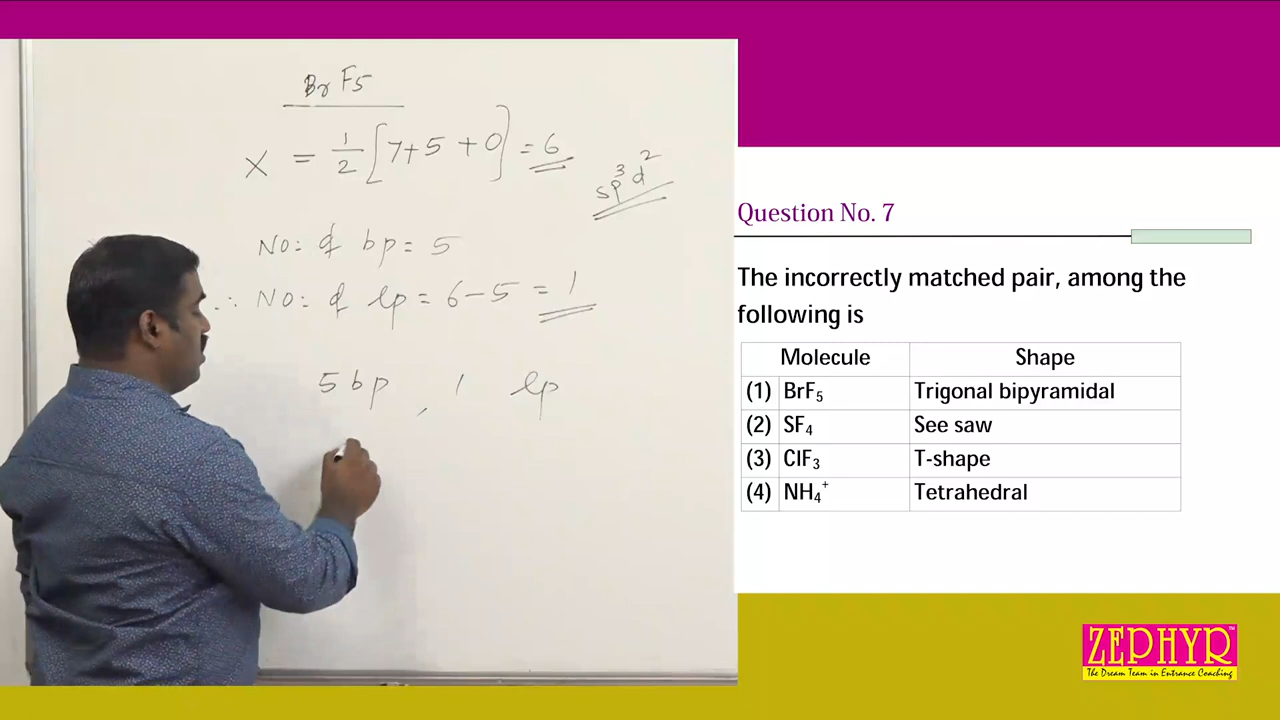 BrF5
X = 1/2 [7+5+0] = 6
sp³d²
No: of bp = 5
∴ No: of lp = 6-5 = 1
5 bp , 1 lp
Question No. 7
The incorrectly matched pair, among the
following is
Molecule Shape
(1) BrF₅ Trigonal bipyramidal
(2) SF₄ See saw
(3) ClF₃ T-shape
(4) NH₄⁺ Tetrahedral
ZEPHYR™
The Dream Team in Entrance Coaching